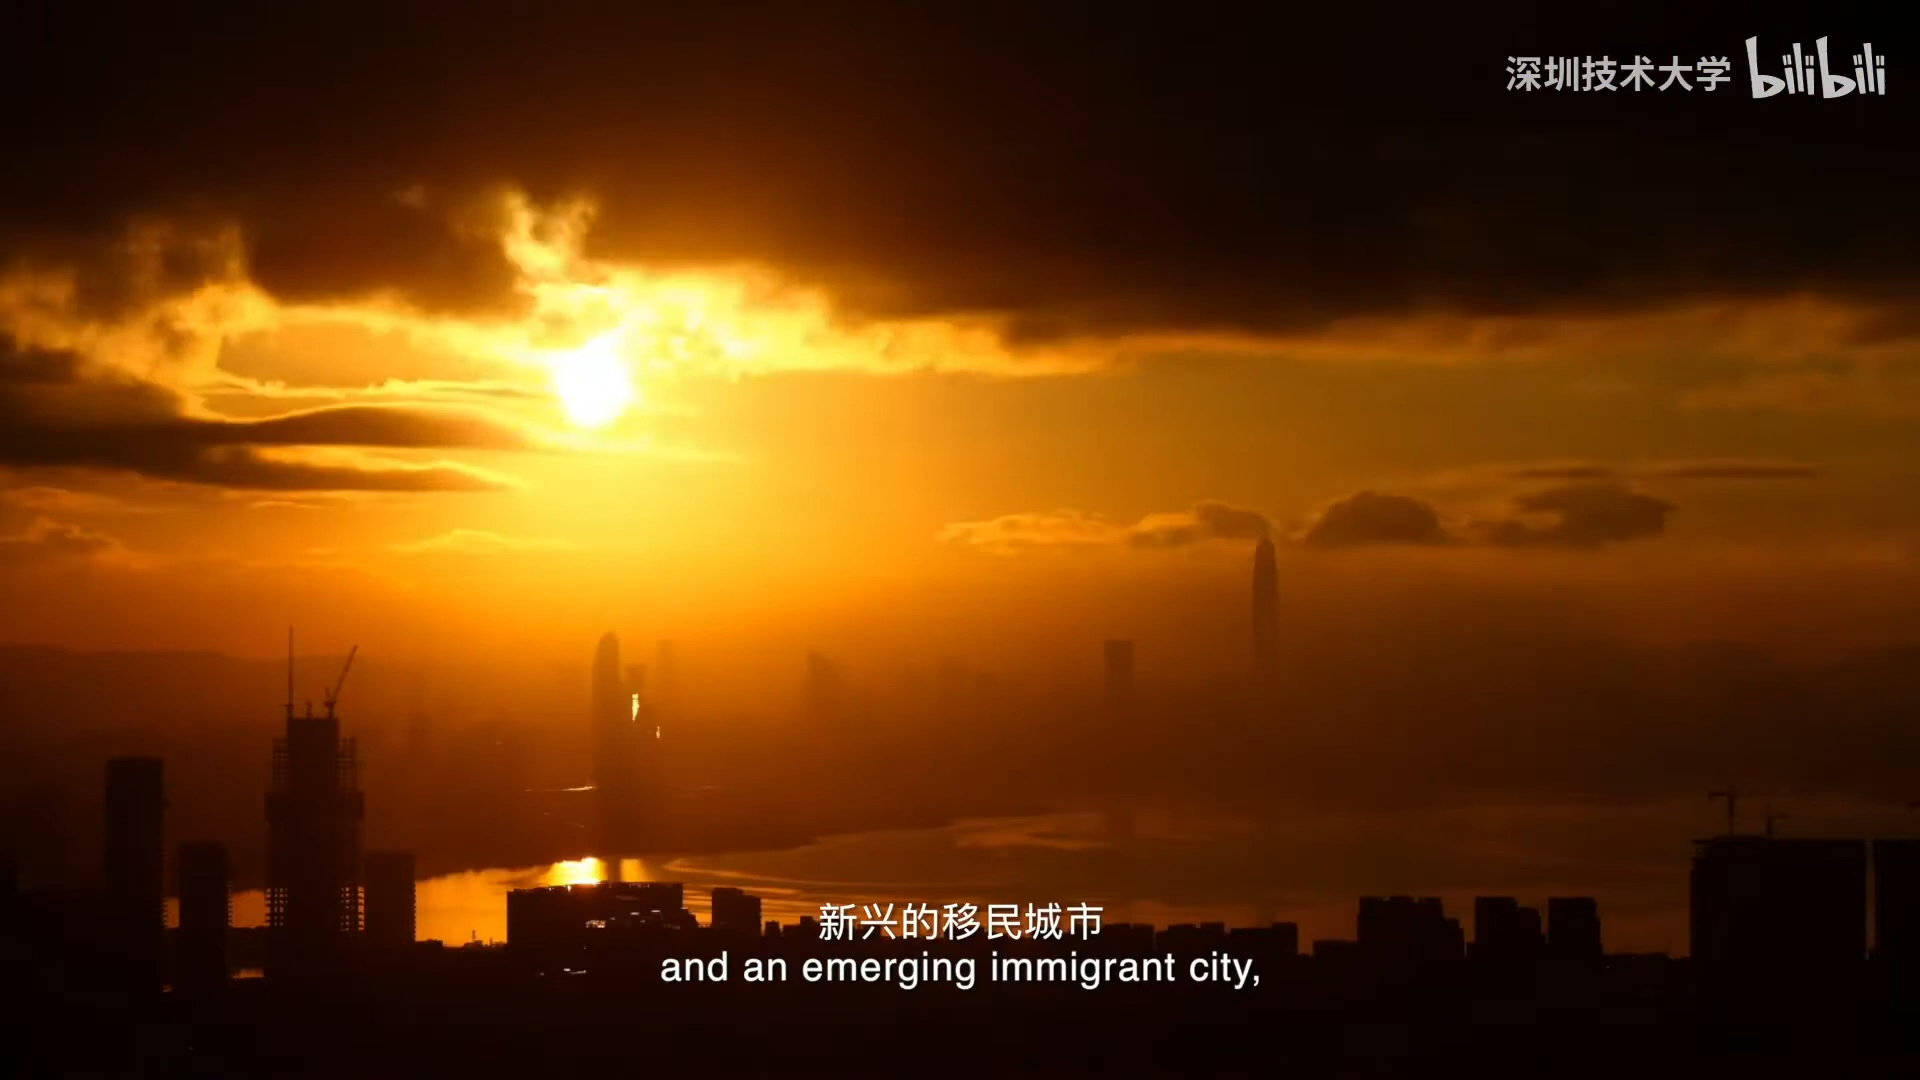 深圳技术大学 bilibili
新兴的移民城市
and an emerging immigrant city,